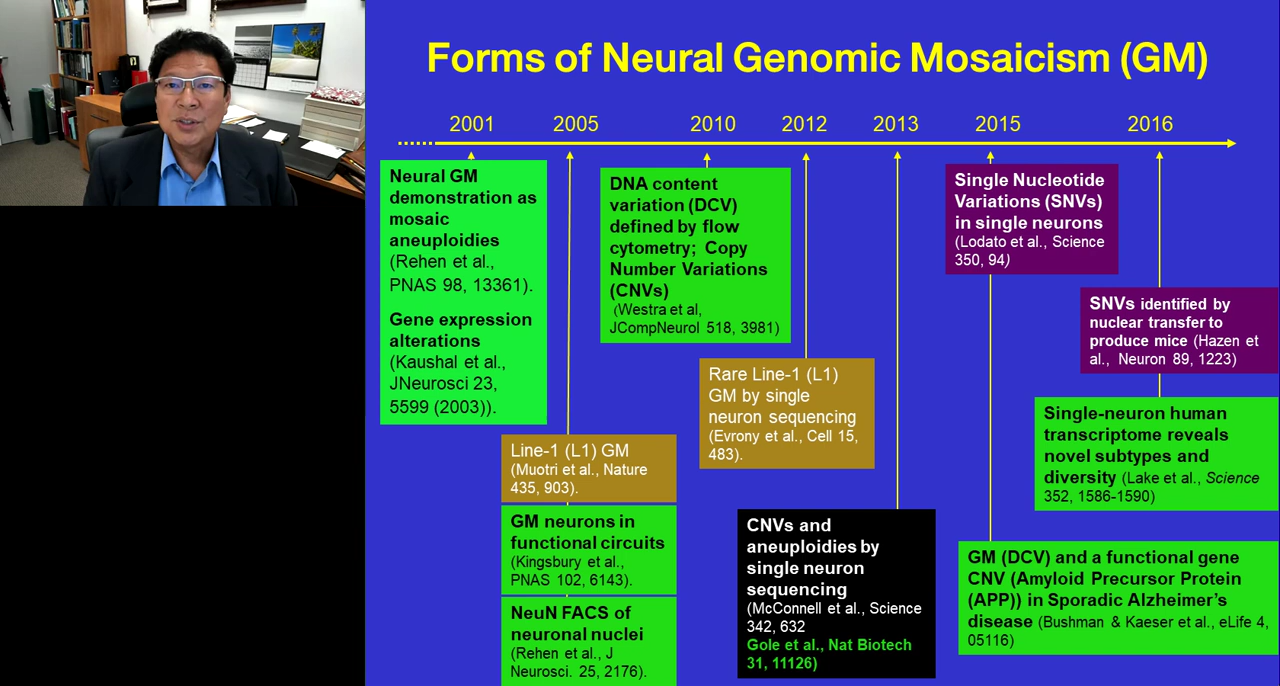 Forms of Neural Genomic Mosaicism (GM)
2001 2005 2010 2012 2013 2015 2016
Neural GM
demonstration as
mosaic
aneuploidies
(Rehen et al.,
PNAS 98, 13361).
Gene expression
alterations
(Kaushal et al.,
JNeurosci 23,
5599 (2003)).
Line-1 (L1) GM
(Muotri et al., Nature
435, 903).
GM neurons in
functional circuits
(Kingsbury et al.,
PNAS 102, 6143).
NeuN FACS of
neuronal nuclei
(Rehen et al., J
Neurosci. 25, 2176).
DNA content
variation (DCV)
defined by flow
cytometry; Copy
Number Variations
(CNVs)
(Westra et al,
JCompNeurol 518, 3981)
Rare Line-1 (L1)
GM by single
neuron sequencing
(Evrony et al., Cell 15,
483).
CNVs and
aneuploidies by
single neuron
sequencing
(McConnell et al., Science
342, 632
Gole et al., Nat Biotech
31, 11126)
Single Nucleotide
Variations (SNVs)
in single neurons
(Lodato et al., Science
350, 94)
SNVs identified by
nuclear transfer to
produce mice (Hazen et
al., Neuron 89, 1223)
Single-neuron human
transcriptome reveals
novel subtypes and
diversity (Lake et al., Science
352, 1586-1590)
GM (DCV) and a functional gene
CNV (Amyloid Precursor Protein
(APP)) in Sporadic Alzheimer's
disease (Bushman & Kaeser et al., eLife 4,
05116)